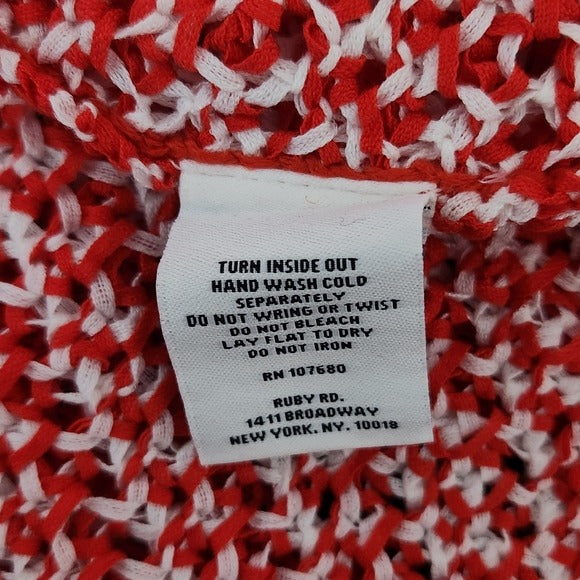 TURN INSIDE OUT
HAND WASH COLD
SEPARATELY
DO NOT WRING OR TWIST
DO NOT BLEACH
LAY FLAT TO DRY
DO NOT IRON
RN 107680
RUBY RD.
1411 BROADWAY
NEW YORK. NY. 10018